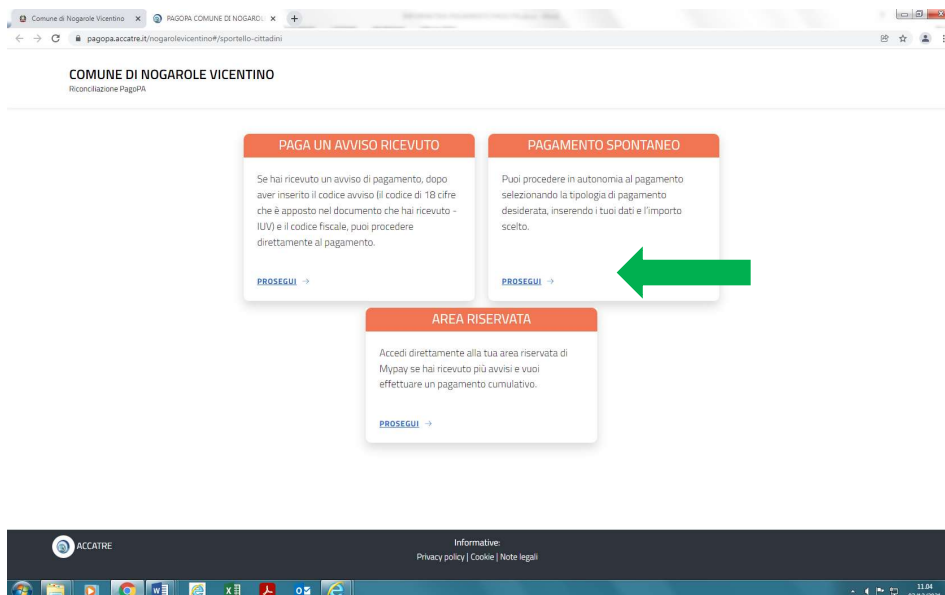 Comune di Nogarole Vicentino
PAGOPA COMUNE DI NOGARO
pagopa.accatre.it/nogarolevicentino#/sportello-cittadini
COMUNE DI NOGAROLE VICENTINO
Riconciliazione PagoPA
PAGA UN AVVISO RICEVUTO
Se hai ricevuto un avviso di pagamento, dopo
aver inserito il codice avviso (il codice di 18 cifre
che è apposto nel documento che hai ricevuto -
IUV) e il codice fiscale, puoi procedere
direttamente al pagamento.
PROSEGUI →
PAGAMENTO SPONTANEO
Puoi procedere in autonomia al pagamento
selezionando la tipologia di pagamento
desiderata, inserendo i tuoi dati e l'importo
scelto.
PROSEGUI →
AREA RISERVATA
Accedi direttamente alla tua area riservata di
Mypay se hai ricevuto più avvisi e vuoi
effettuare un pagamento cumulativo.
PROSEGUI →
ACCATRE
Informative:
Privacy policy | Cookie | Note legali
11.04